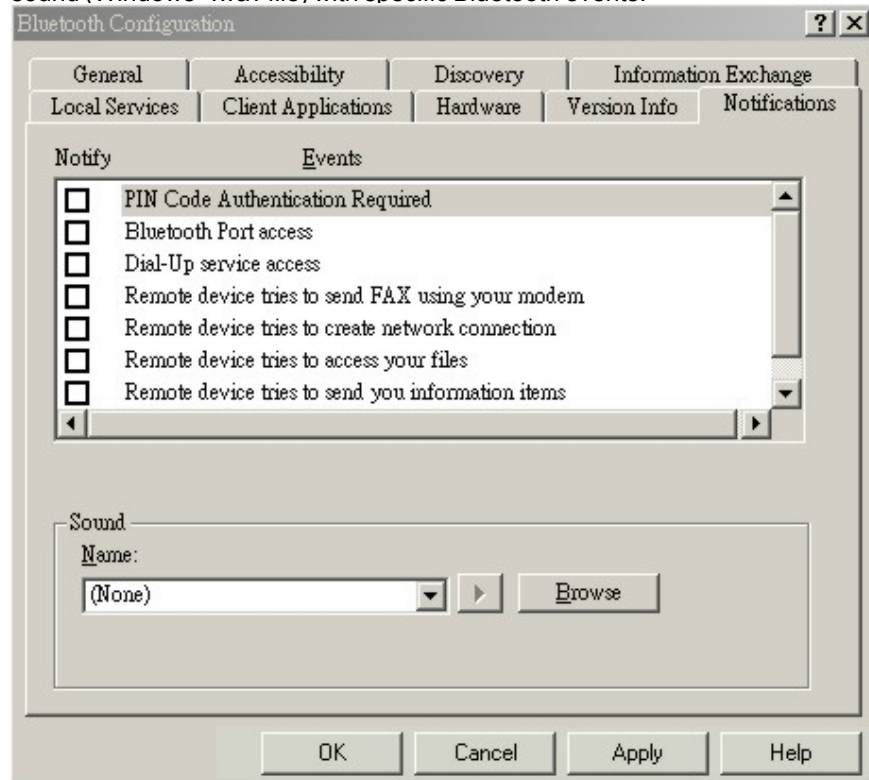 sound (Windows *.wav file) with specific Bluetooth events.
Bluetooth Configuration
General Accessibility Discovery Information Exchange
Local Services Client Applications Hardware Version Info Notifications
Notify Events
PIN Code Authentication Required
Bluetooth Port access
Dial-Up service access
Remote device tries to send FAX using your modem
Remote device tries to create network connection
Remote device tries to access your files
Remote device tries to send you information items
Sound
Name:
(None) Browse
OK Cancel Apply Help